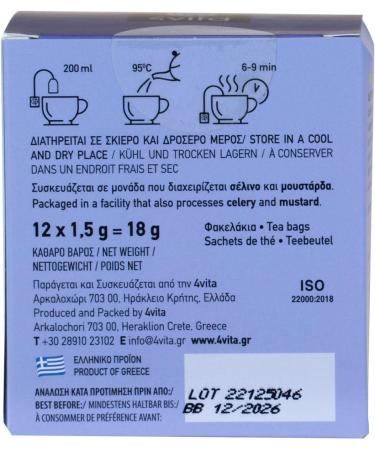 200 ml 95°C 6-9 min
ΔΙΑΤΗΡΕΙΤΑΙ ΣΕ ΣΚΙΕΡΟ ΚΑΙ ΔΡΟΣΕΡΟ ΜΕΡΟΣ/ STORE IN A COOL
AND DRY PLACE / KÜHL UND TROCKEN LAGERN / À CONSERVER
DANS UN ENDROIT FRAIS ET SEC
Συσκευάζεται σε μονάδα που διαχειρίζεται σέλινο και μουστάρδα.
Packaged in a facility that also processes celery and mustard.
12 x 1,5 g = 18 g
ΚΑΘΑΡΟ ΒΑΡΟΣ / NET WEIGHT /
NETTOGEWICHT / POIDS NET
Φακελάκια • Tea bags
Sachets de thé • Teebeutel
Παράγεται και Συσκευάζεται από την 4vita
Αρκαλοχώρι 703 00, Ηράκλειο Κρήτης, Ελλάδα
Produced and Packed by 4vita
Arkalochori 703 00, Heraklion Crete, Greece
T +30 28910 23102 E info@4vita.gr www.4vita.gr
ISO
22000:2018
ΕΛΛΗΝΙΚΟ ΠΡΟΪΟΝ
PRODUCT OF GREECE
ΑΝΑΛΩΣΗ ΚΑΤΑ ΠΡΟΤΙΜΗΣΗ ΠΡΙΝ ΑΠΟ:/
BEST BEFORE:/ MINDESTENS HALTBAR BIS:/
À CONSOMMER DE PRÉFÉRENCE AVANT:
LOT 22125046
BB 12/2026